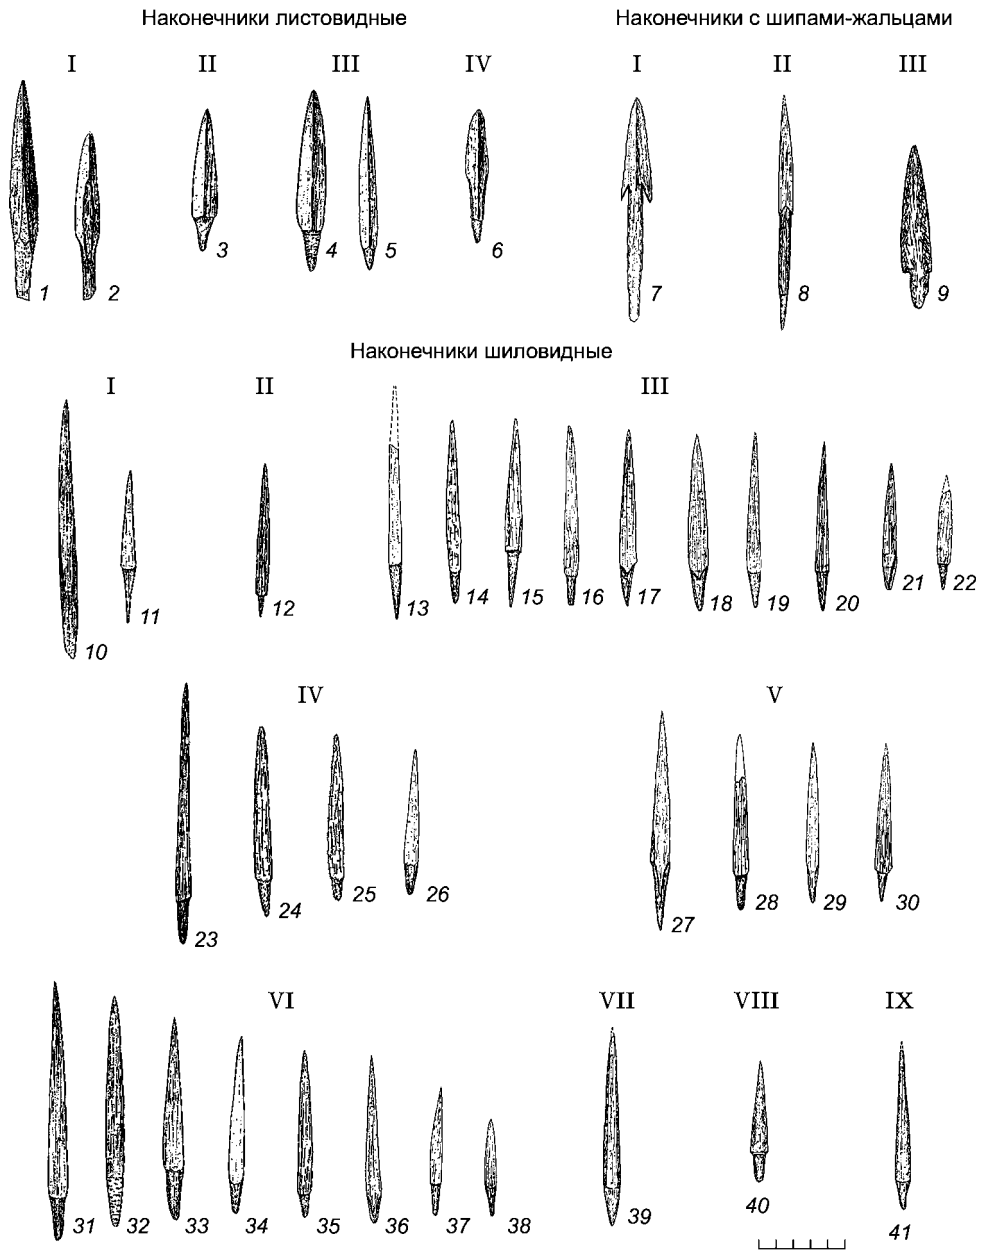 Наконечники листовидные
Наконечники с шипами-жальцами
I II III IV I II III
1 2 3 4 5 6 7 8 9
Наконечники шиловидные
I II III
10 11 12 13 14 15 16 17 18 19 20 21 22
IV V
23 24 25 26 27 28 29 30
VI VII VIII IX
31 32 33 34 35 36 37 38 39 40 41